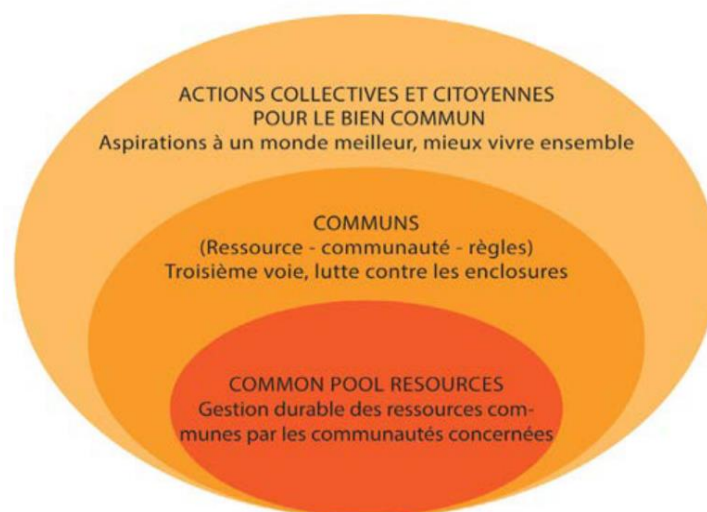 ACTIONS COLLECTIVES ET CITOYENNES
POUR LE BIEN COMMUN
Aspirations à un monde meilleur, mieux vivre ensemble
COMMUNS
(Ressource - communauté - règles)
Troisième voie, lutte contre les enclosures
COMMON POOL RESOURCES
Gestion durable des ressources com-
munes par les communautés concernées